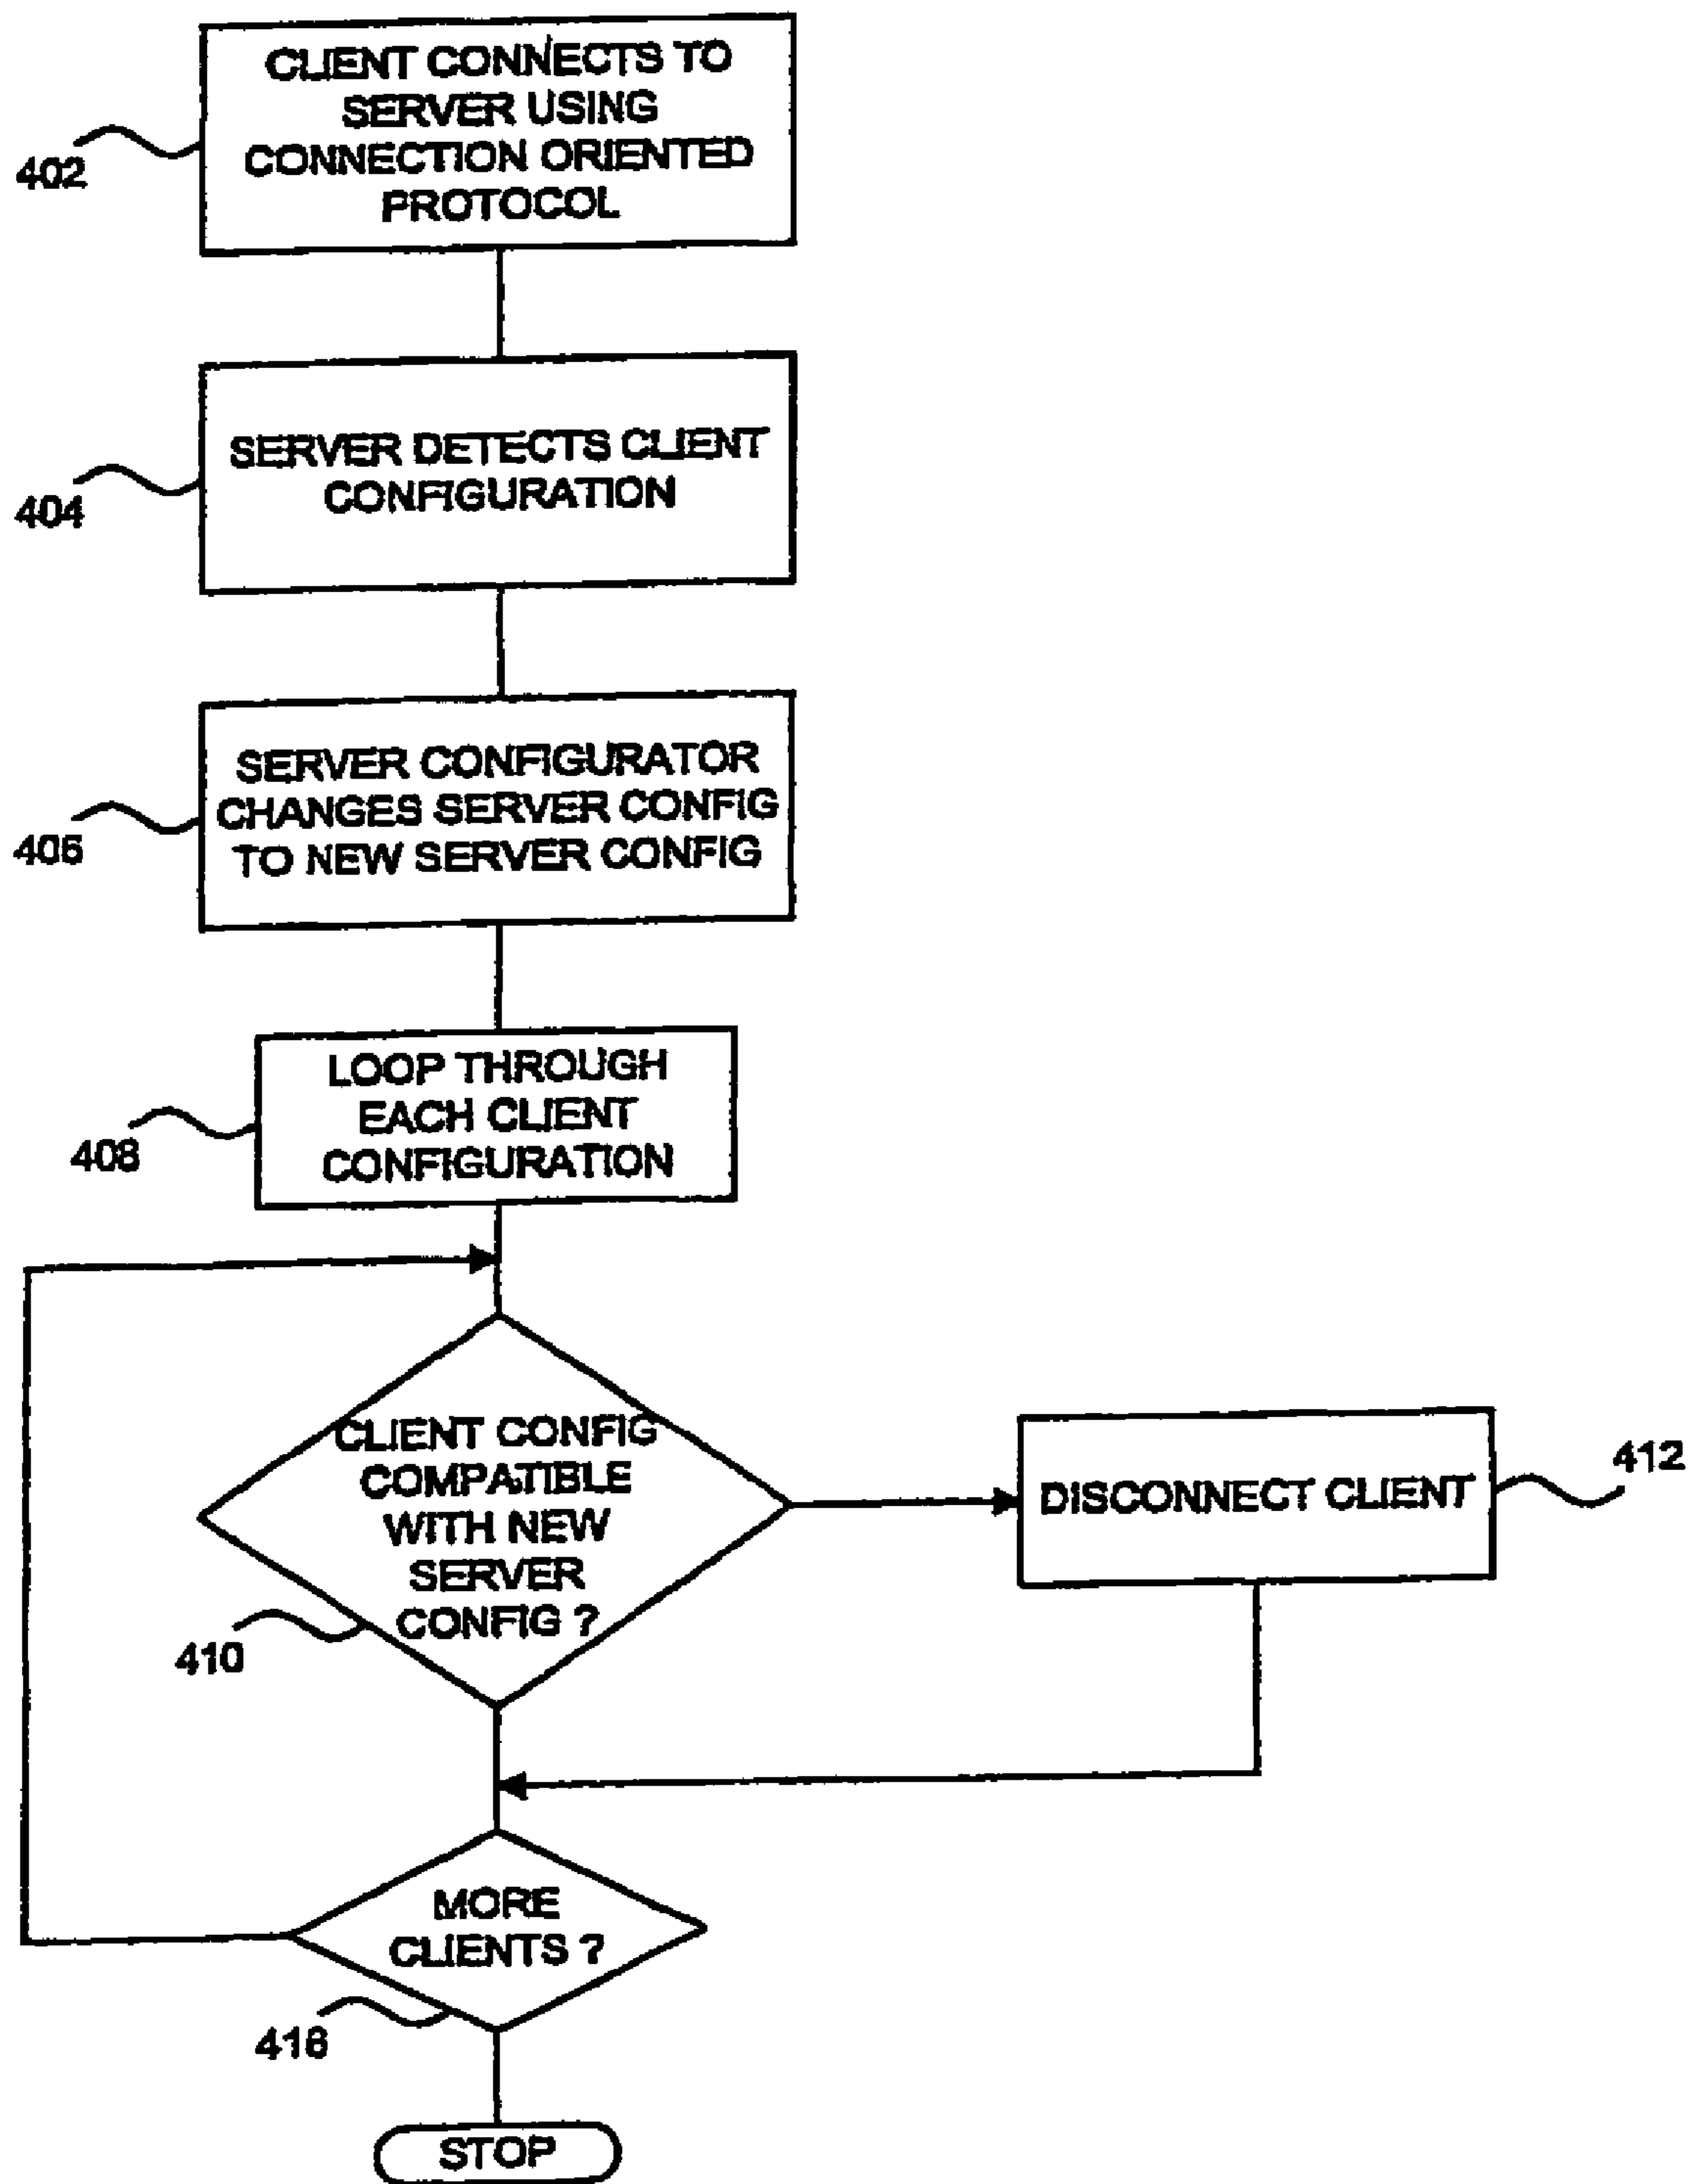 CLIENT CONNECTS TO
SERVER USING
CONNECTION ORIENTED
PROTOCOL
402
SERVER DETECTS CLIENT
CONFIGURATION
404
SERVER CONFIGURATOR
CHANGES SERVER CONFIG
TO NEW SERVER CONFIG
406
LOOP THROUGH
EACH CLIENT
CONFIGURATION
408
CLIENT CONFIG
COMPATIBLE
WITH NEW
SERVER
CONFIG ?
410
DISCONNECT CLIENT
412
MORE
CLIENTS ?
416
STOP